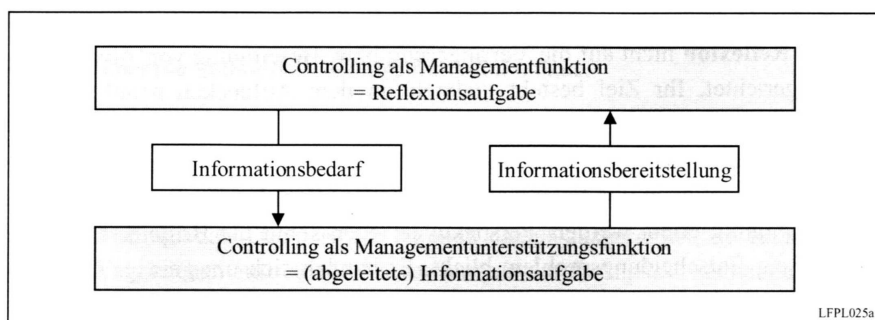 Controlling als Managementfunktion
= Reflexionsaufgabe
Informationsbedarf
Informationsbereitstellung
Controlling als Managementunterstützungsfunktion
= (abgeleitete) Informationsaufgabe
LFPL025a